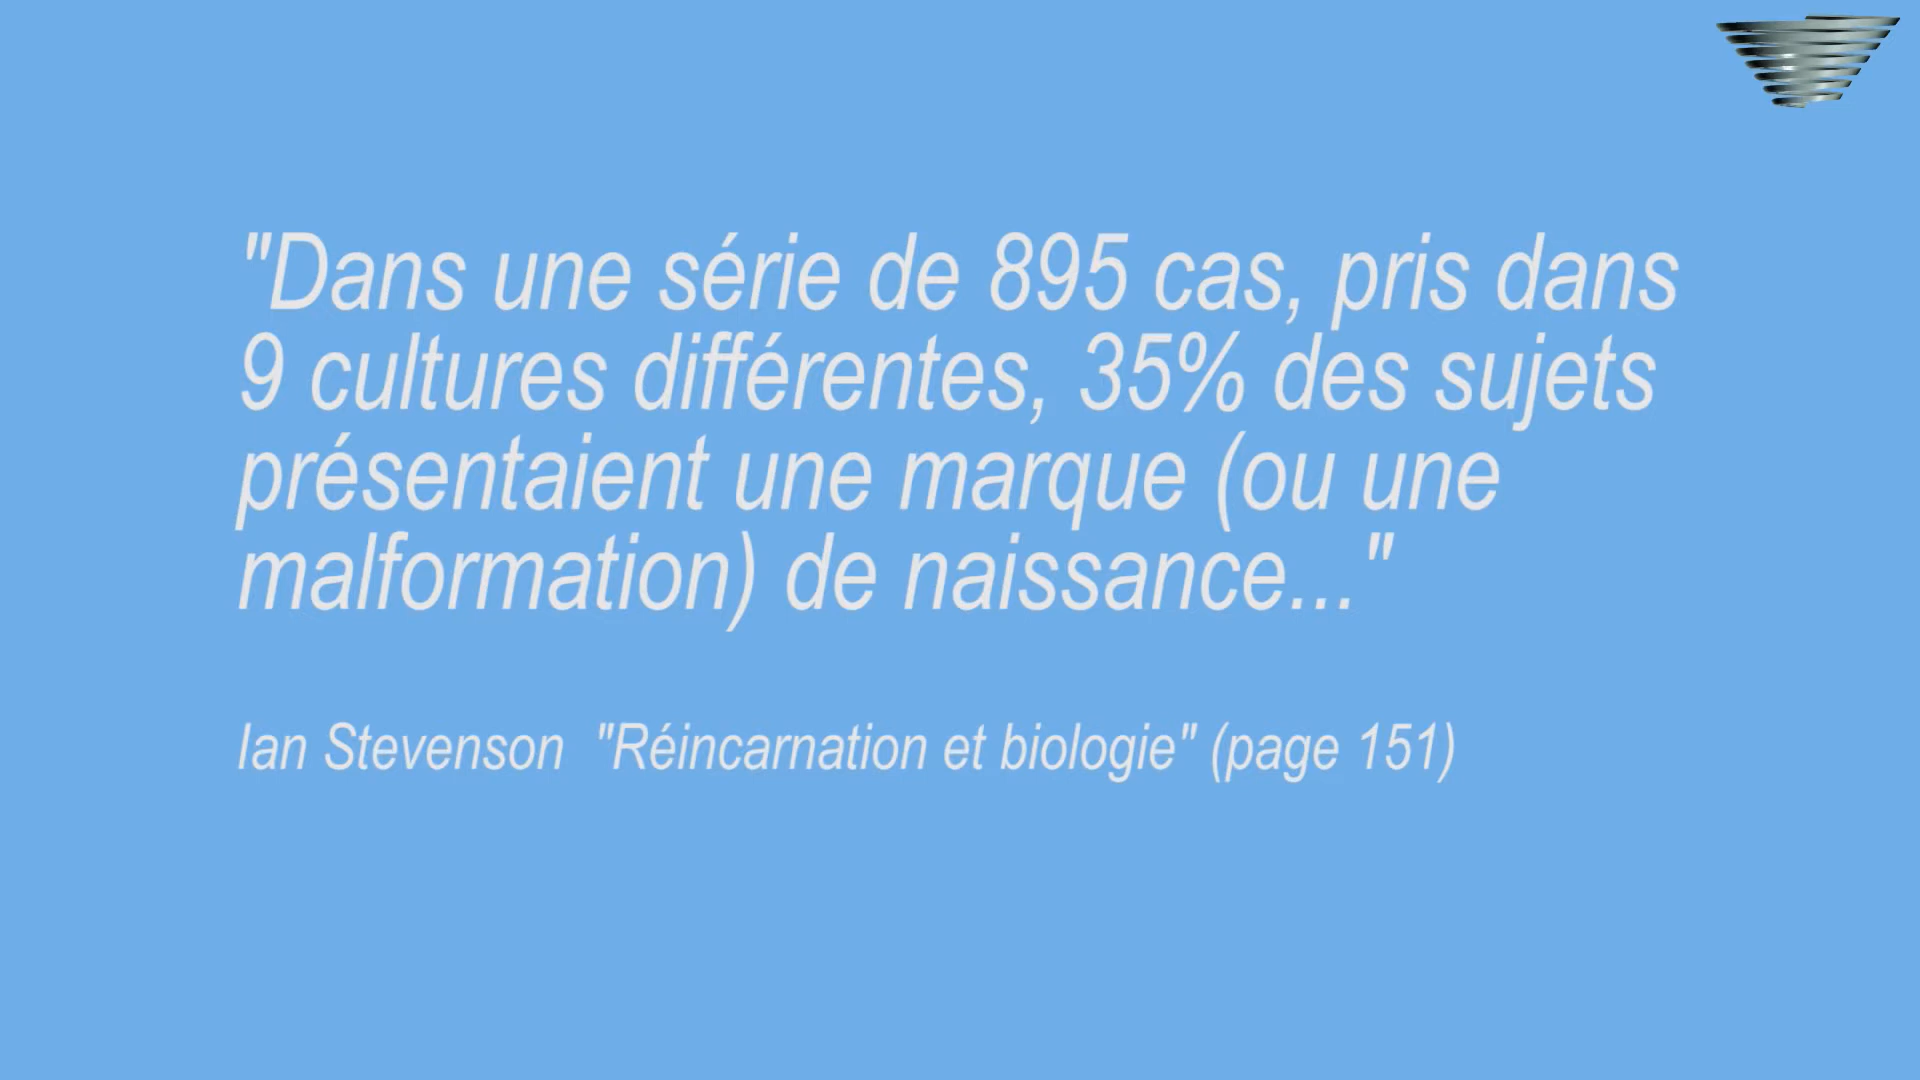 "Dans une série de 895 cas, pris dans
9 cultures différentes, 35% des sujets
présentaient une marque (ou une
malformation) de naissance..."
Ian Stevenson "Réincarnation et biologie" (page 151)